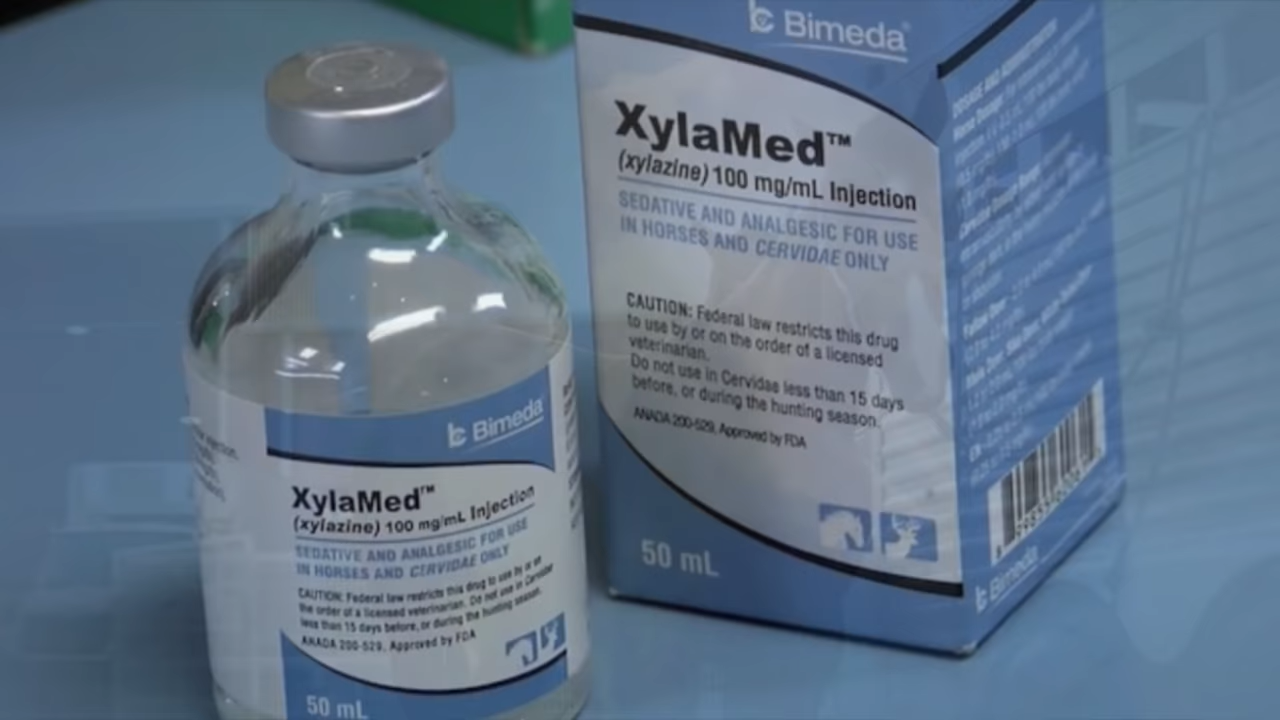 Bimeda
XylaMed™
(xylazine) 100 mg/mL Injection
SEDATIVE AND ANALGESIC FOR USE
IN HORSES AND CERVIDAE ONLY
CAUTION: Federal law restricts this drug
to use by or on the order of a licensed
veterinarian.
Do not use in Cervidae less than 15 days
before, or during the hunting season.
ANADA 200-529, Approved by FDA
50 mL
DOSAGE AND ADMINISTRATION
Bimeda
Bimeda
XylaMed™
(xylazine) 100 mg/mL Injection
SEDATIVE AND ANALGESIC FOR USE
IN HORSES AND CERVIDAE ONLY
CAUTION: Federal law restricts this drug to use by or on
the order of a licensed veterinarian. Do not use in Cervidae
less than 15 days before, or during the hunting season.
ANADA 200-529, Approved by FDA
50 mL